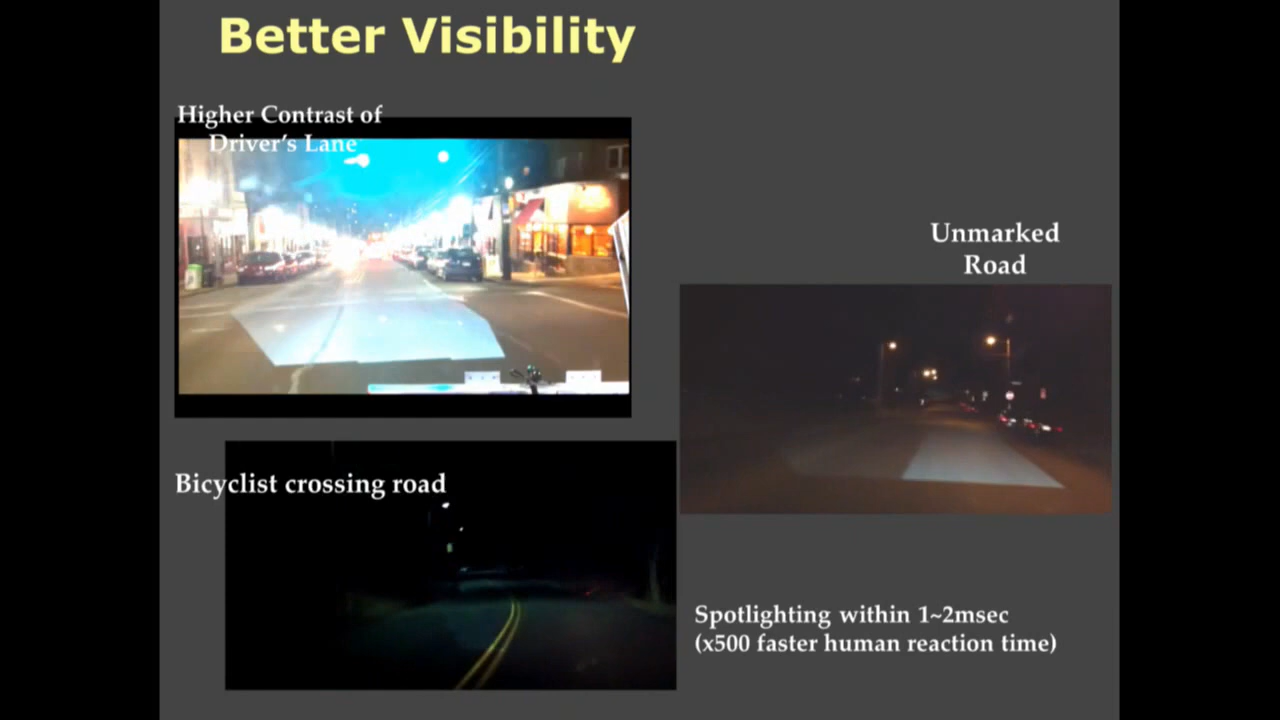 Better Visibility
Higher Contrast of
Driver's Lane
Unmarked
Road
Bicyclist crossing road
Spotlighting within 1~2msec
(x500 faster human reaction time)